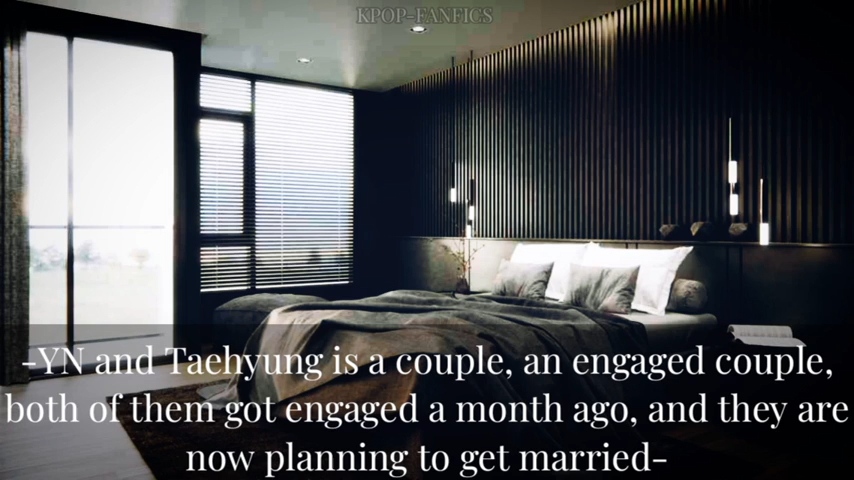 KPOP-FANFICS
-YN and Taehyung is a couple, an engaged couple,
both of them got engaged a month ago, and they are
now planning to get married-